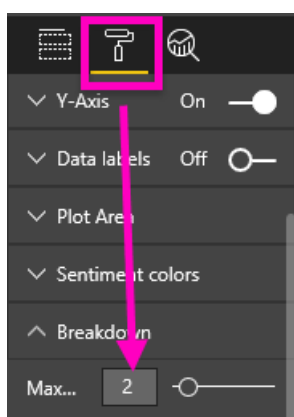 Y-Axis On
Data labels Off
Plot Area
Sentiment colors
Breakdown
Max... 2